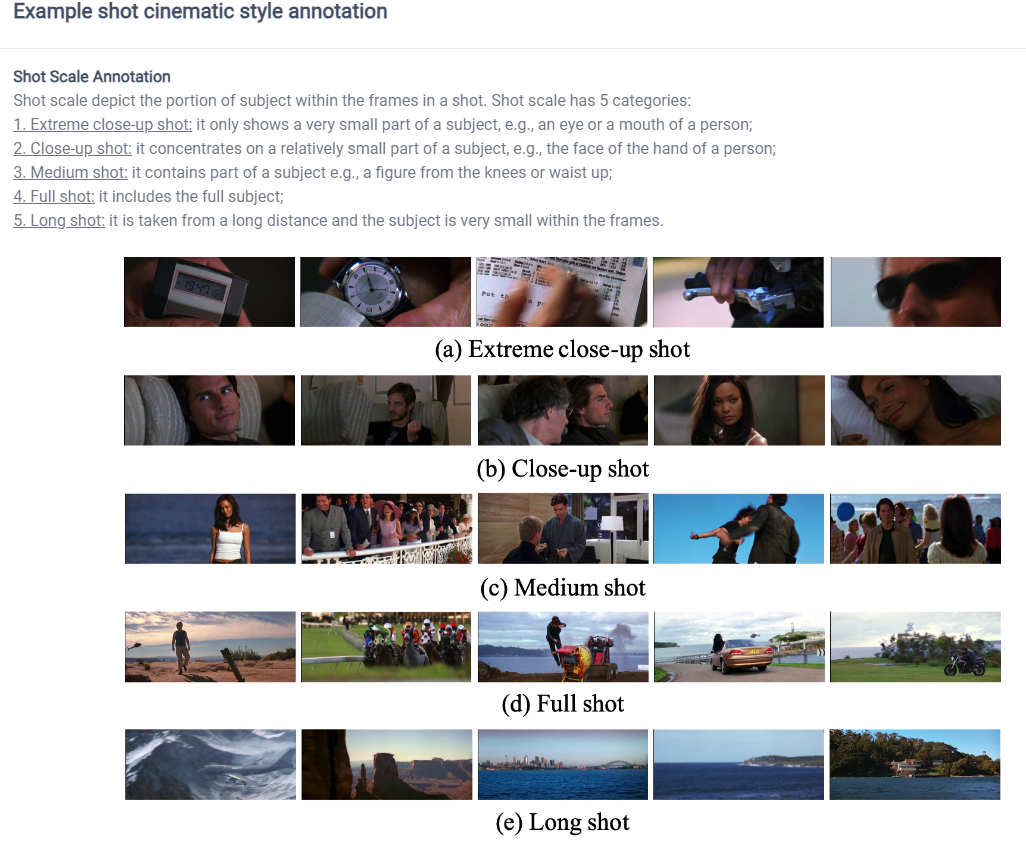 Example shot cinematic style annotation
Shot Scale Annotation
Shot scale depict the portion of subject within the frames in a shot. Shot scale has 5 categories:
1. Extreme close-up shot: it only shows a very small part of a subject, e.g., an eye or a mouth of a person;
2. Close-up shot: it concentrates on a relatively small part of a subject, e.g., the face of the hand of a person;
3. Medium shot: it contains part of a subject e.g., a figure from the knees or waist up;
4. Full shot: it includes the full subject;
5. Long shot: it is taken from a long distance and the subject is very small within the frames.
19:47
Put th in yo
(a) Extreme close-up shot
(b) Close-up shot
(c) Medium shot
(d) Full shot
(e) Long shot